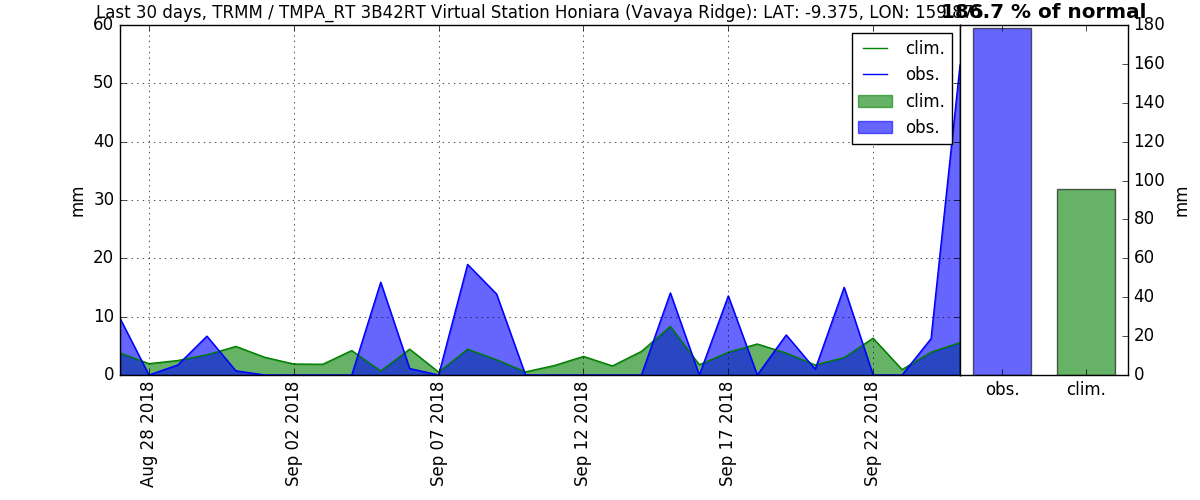 Last 30 days, TRMM / TMPA_RT 3B42RT Virtual Station Honiara (Vavaya Ridge): LAT: -9.375, LON:
186.7 % of normal
60
50
40
30
20
10
0
mm
clim.
obs.
clim.
obs.
180
160
140
120
100
80
60
40
20
0
mm
obs.
clim.
Aug 28 2018
Sep 02 2018
Sep 07 2018
Sep 12 2018
Sep 17 2018
Sep 22 2018